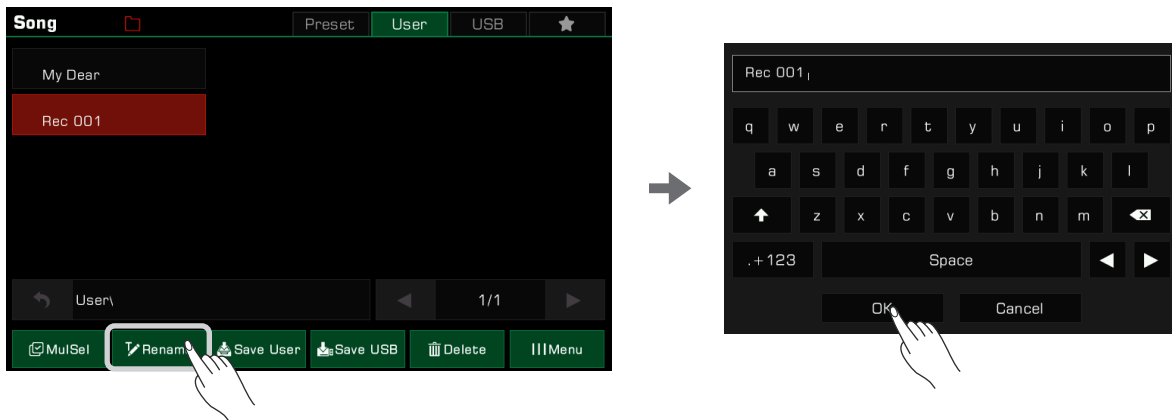 Song Preset User USB
My Dear
Rec 001
User\ 1/1
MulSel Renam Save User Save USB Delete Menu
Rec 001
q w e r t y u i o p
a s d f g h j k l
z x c v b n m
.+123 Space
OK Cancel